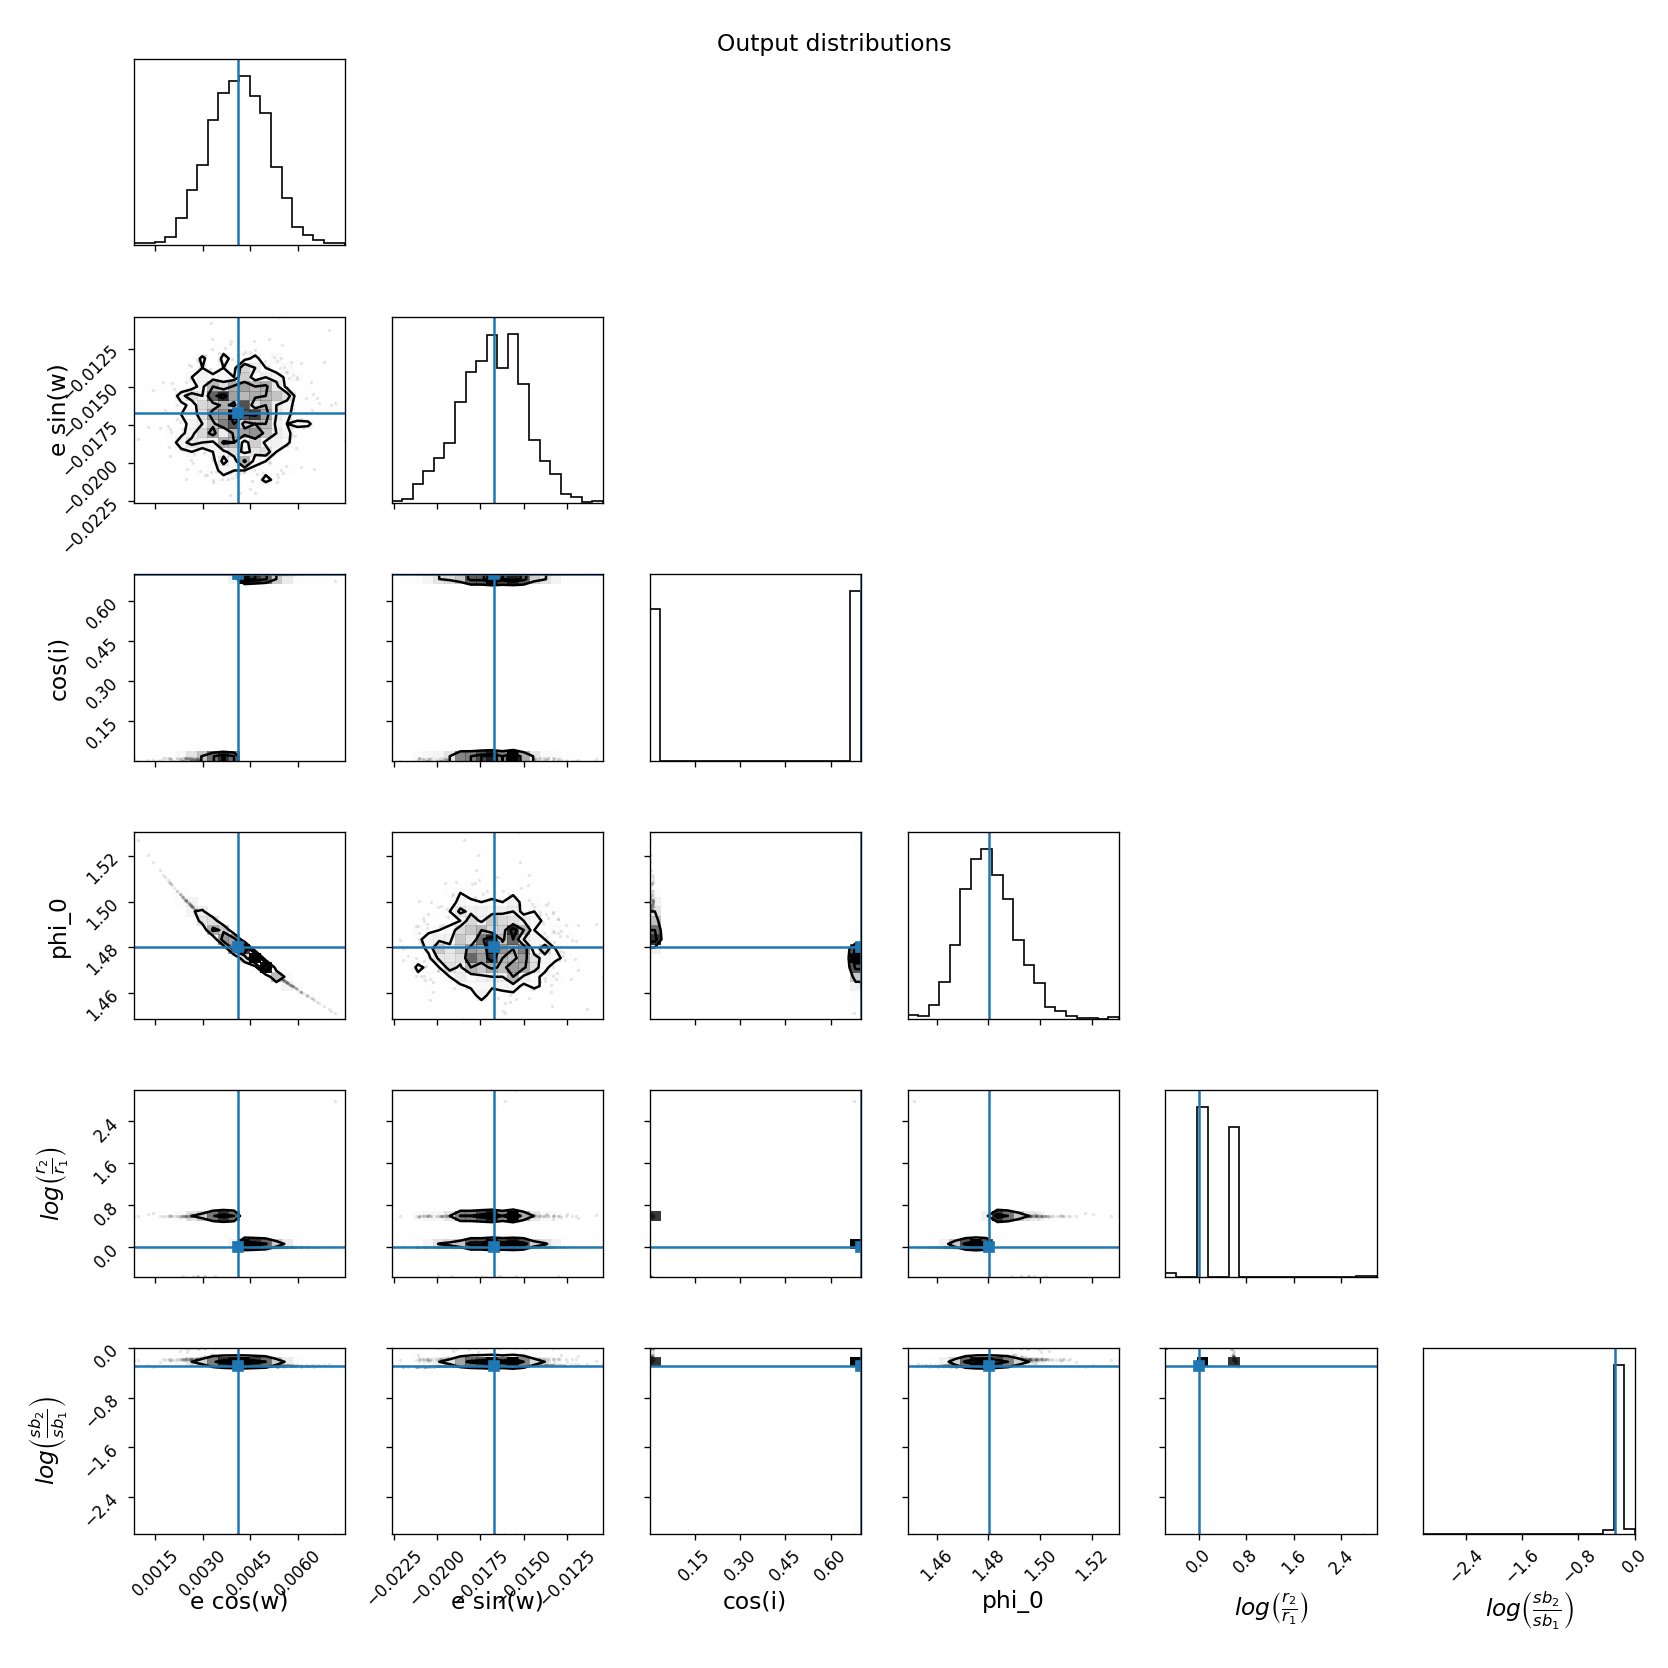 Output distributions
e sin(w)
−0.0125
−0.0150
−0.0175
−0.0200
−0.0225
cos(i)
0.60
0.45
0.30
0.15
phi_0
1.52
1.50
1.48
1.46
log(r₂/r₁)
2.4
1.6
0.8
0.0
log(sb₂/sb₁)
0.0
−0.8
−1.6
−2.4
0.0015 0.0030 0.0045 0.0060
e cos(w)
−0.0225 −0.0200 −0.0175 −0.0150 −0.0125
e sin(w)
0.15 0.30 0.45 0.60
cos(i)
1.46 1.48 1.50 1.52
phi_0
0.0 0.8 1.6 2.4
log(r₂/r₁)
−2.4 −1.6 −0.8 0.0
log(sb₂/sb₁)